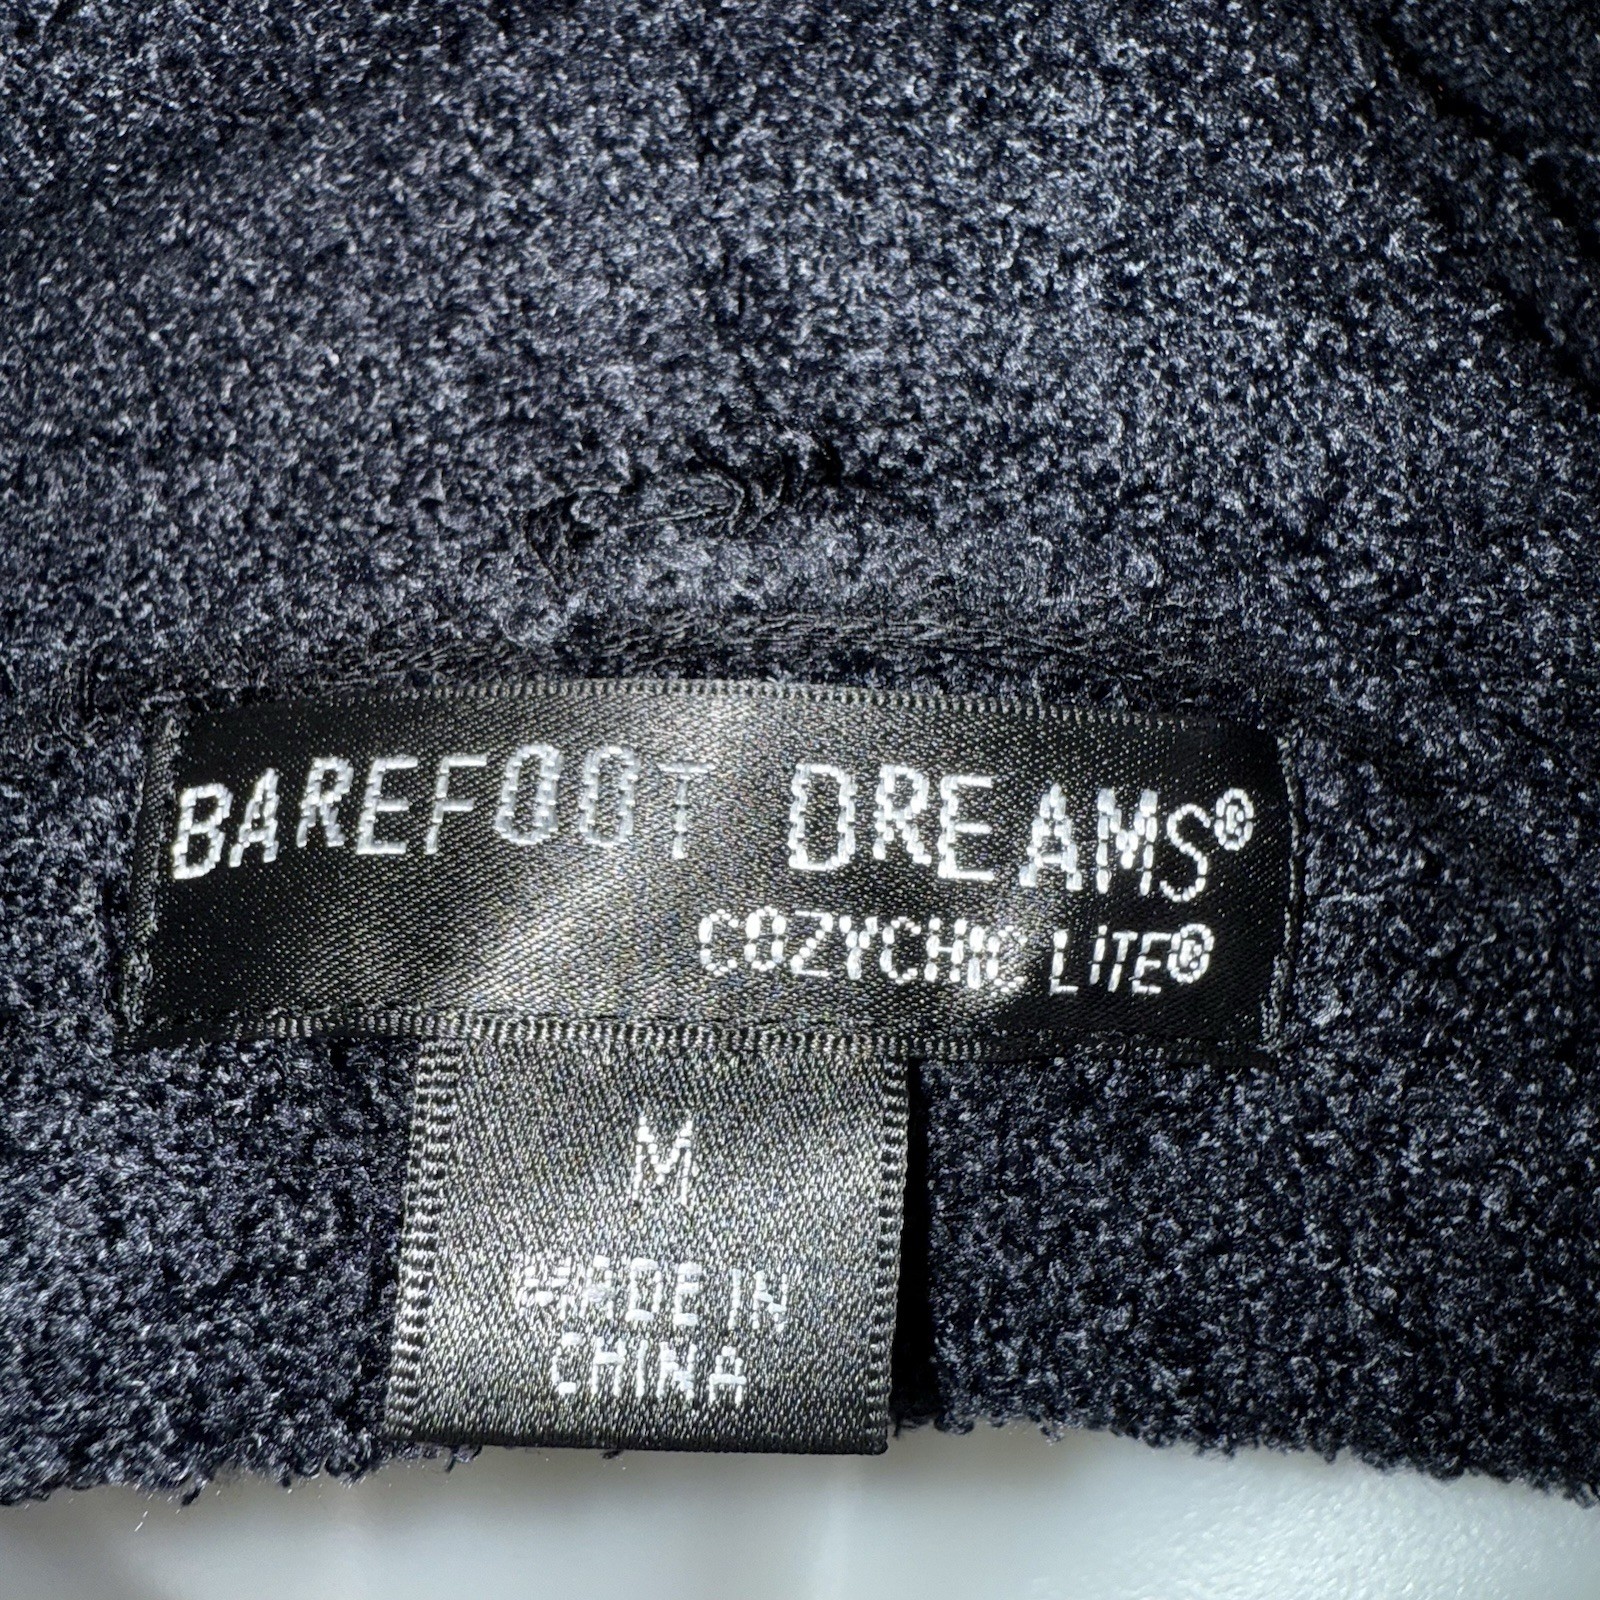 BAREFOOT DREAMS®
COZYCHIC LiTE®
M
MADE IN
CHINA